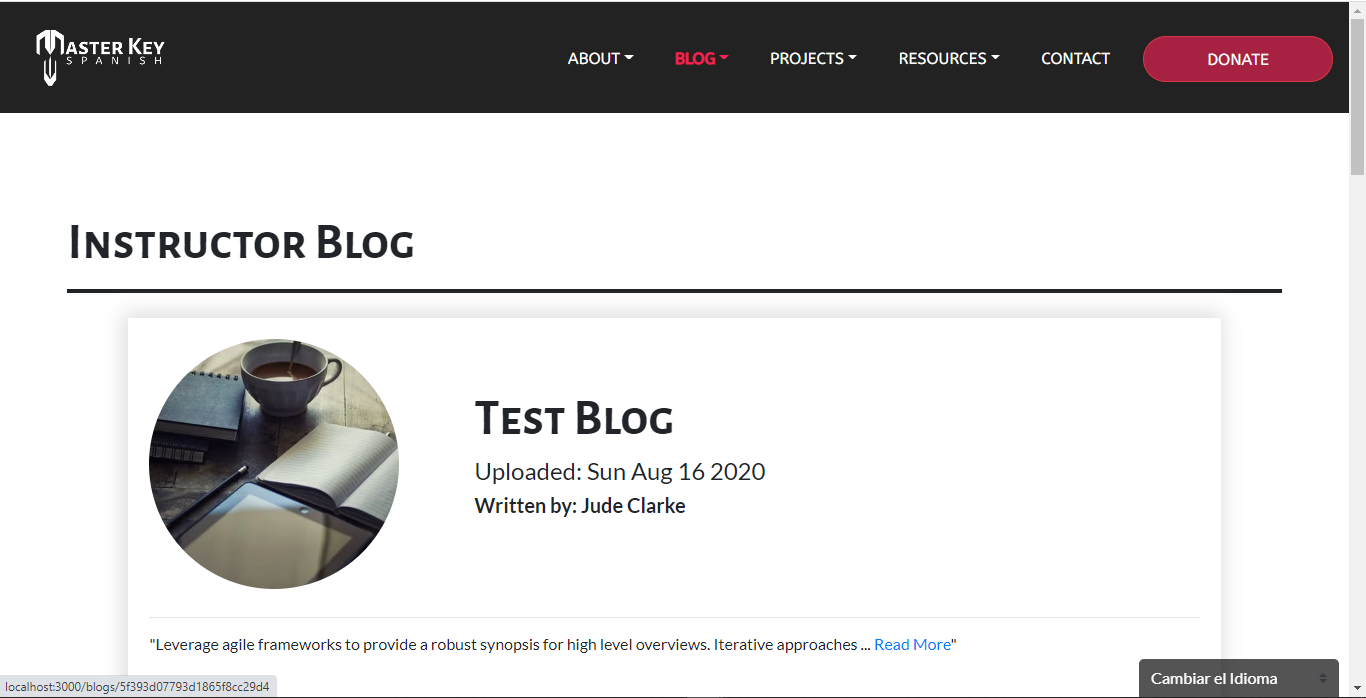 MASTER KEY
SPANISH
ABOUT BLOG PROJECTS RESOURCES CONTACT DONATE
INSTRUCTOR BLOG
TEST BLOG
Uploaded: Sun Aug 16 2020
Written by: Jude Clarke
"Leverage agile frameworks to provide a robust synopsis for high level overviews. Iterative approaches ... Read More"
Cambiar el Idioma
localhost:3000/blogs/5f393d07793d1865f8cc29d4